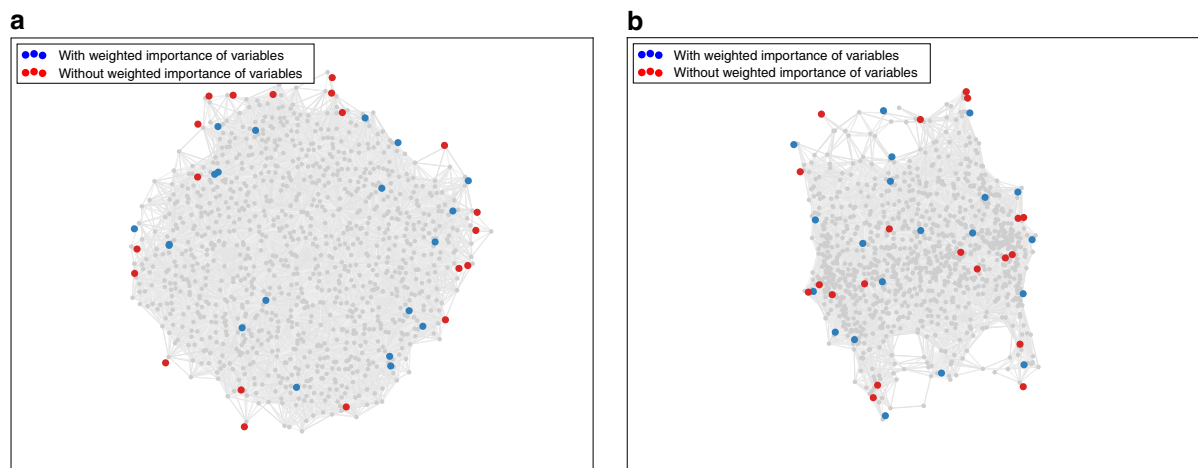 a
With weighted importance of variables
Without weighted importance of variables
b
With weighted importance of variables
Without weighted importance of variables